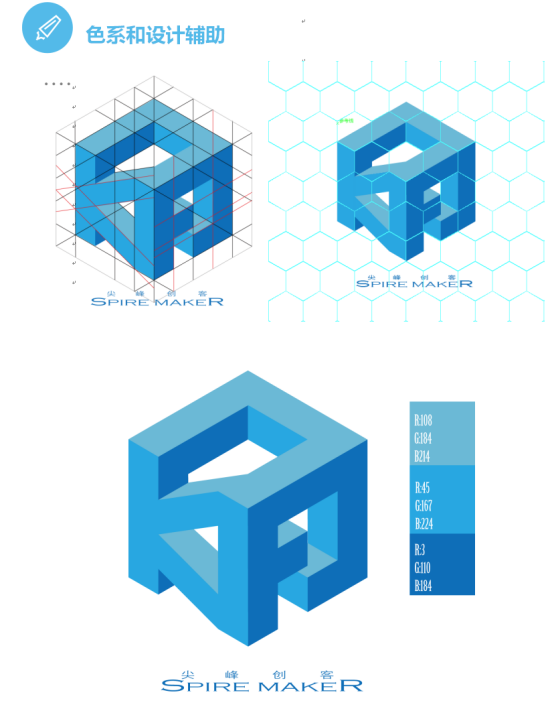 色系和设计辅助
尖 峰 创 客
SPIRE MAKER
尖 峰 创 客
SPIRE MAKER
R:108
G:184
B214
R:45
G:167
B:224
R:3
G:110
B:184
尖 峰 创 客
SPIRE MAKER